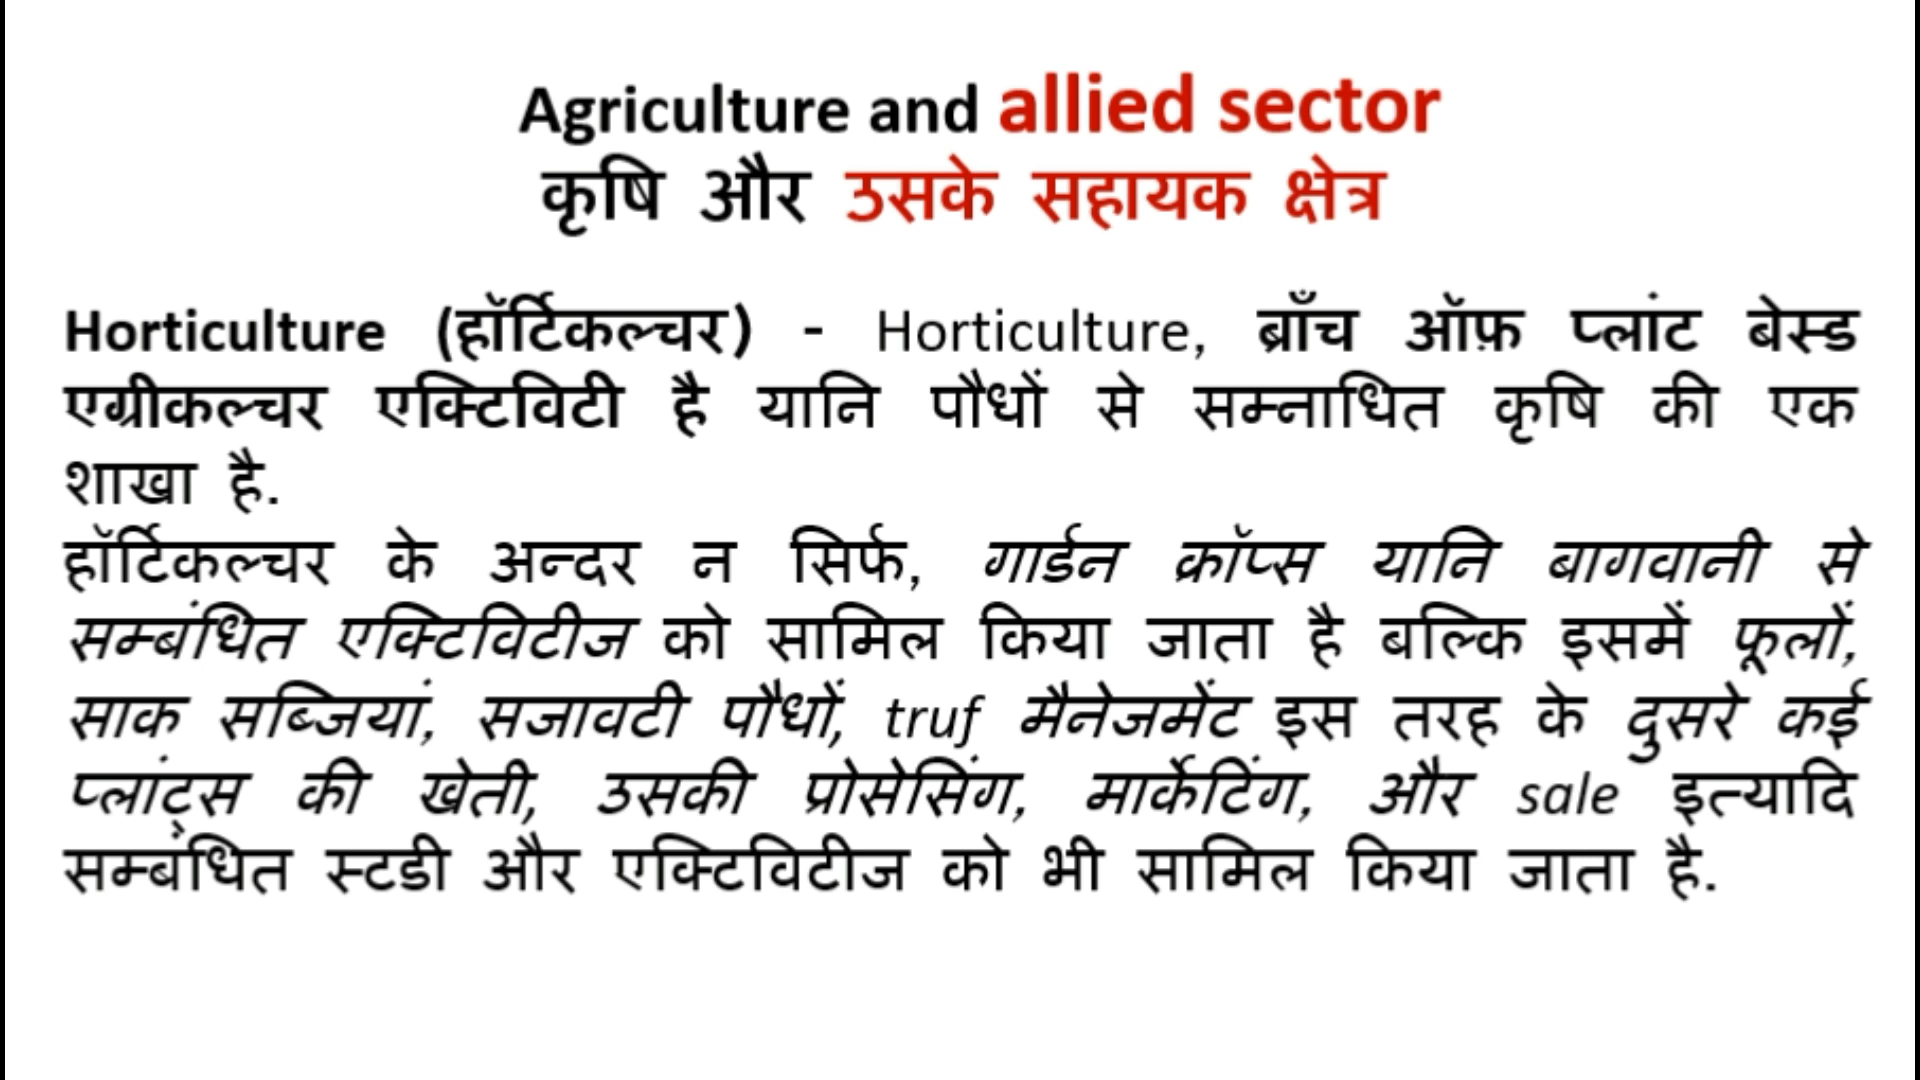 Agriculture and allied sector
कृषि और उसके सहायक क्षेत्र
Horticulture (हॉर्टिकल्चर) - Horticulture, ब्राँच ऑफ़ प्लांट बेस्ड
एग्रीकल्चर एक्टिविटी है यानि पौधों से सम्नाधित कृषि की एक
शाखा है.
हॉर्टिकल्चर के अन्दर न सिर्फ, गार्डन क्रॉप्स यानि बागवानी से
सम्बंधित एक्टिविटीज को सामिल किया जाता है बल्कि इसमें फूलों,
साक सब्जियां, सजावटी पौधों, truf मैनेजमेंट इस तरह के दुसरे कई
प्लांट्स की खेती, उसकी प्रोसेसिंग, मार्केटिंग, और sale इत्यादि
सम्बंधित स्टडी और एक्टिविटीज को भी सामिल किया जाता है.